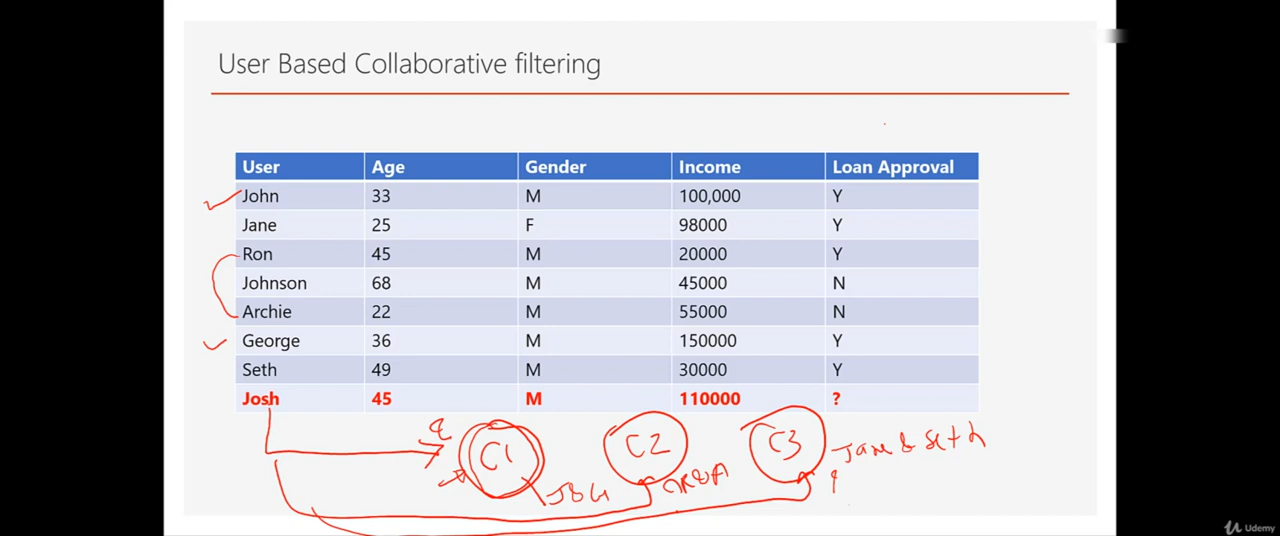 User Based Collaborative filtering
User Age Gender Income Loan Approval
John 33 M 100,000 Y
Jane 25 F 98000 Y
Ron 45 M 20000 Y
Johnson 68 M 45000 N
Archie 22 M 55000 N
George 36 M 150000 Y
Seth 49 M 30000 Y
Josh 45 M 110000 ?
C1 C2 C3
Jane & Seth
J&G R&A
Udemy